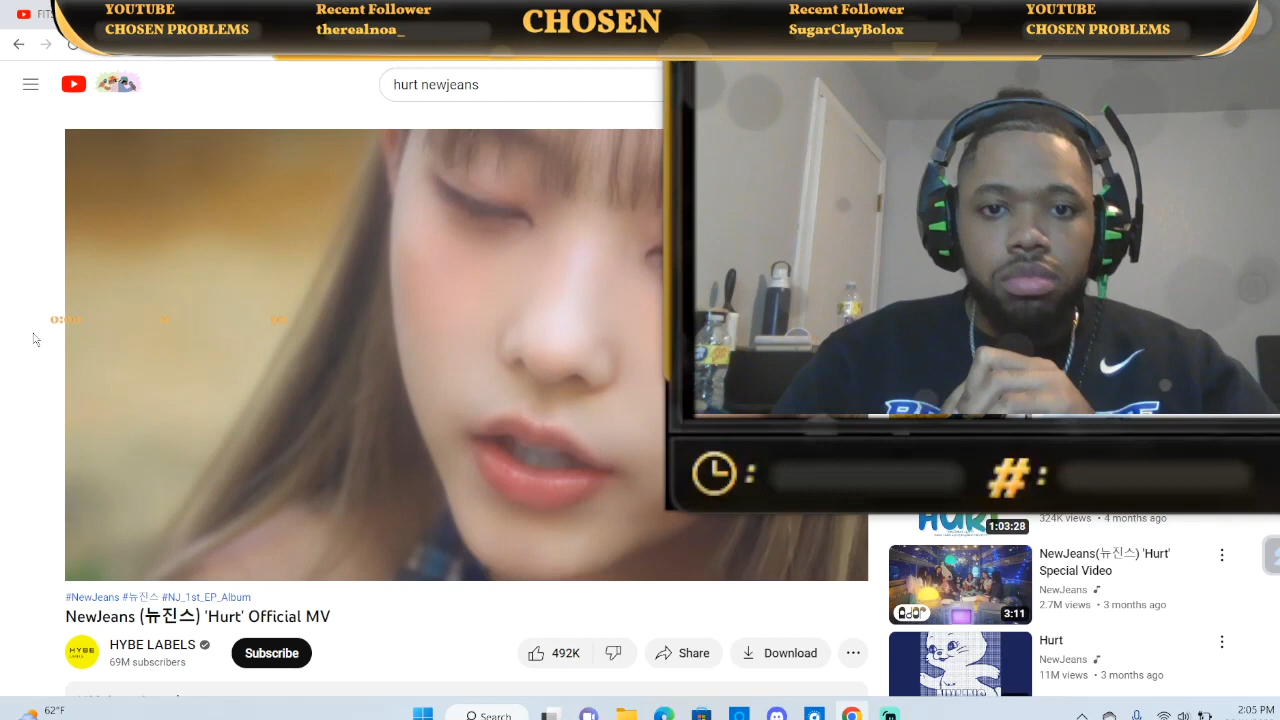 YOUTUBE
CHOSEN PROBLEMS
Recent Follower
therealnoa_
CHOSEN
Recent Follower
SugarClayBolox
YOUTUBE
CHOSEN PROBLEMS
hurt newjeans
#:
HURT
1:03:28
324K views • 4 months ago
NewJeans(뉴진스) 'Hurt'
Special Video
NewJeans
2.7M views • 3 months ago
3:11
Hurt
NewJeans
11M views • 3 months ago
#NewJeans #뉴진스 #NJ_1st_EP_Album
NewJeans (뉴진스) 'Hurt' Official MV
HYBE
LABELS
HYBE LABELS
69M subscribers
Subscribe
492K
Share
Download
62°F
Search
2:05 PM